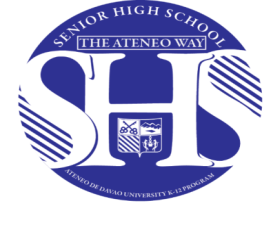 SENIOR HIGH SCHOOL
THE ATENEO WAY
SHS
ATENEO DE DAVAO UNIVERSITY K-12 PROGRAM